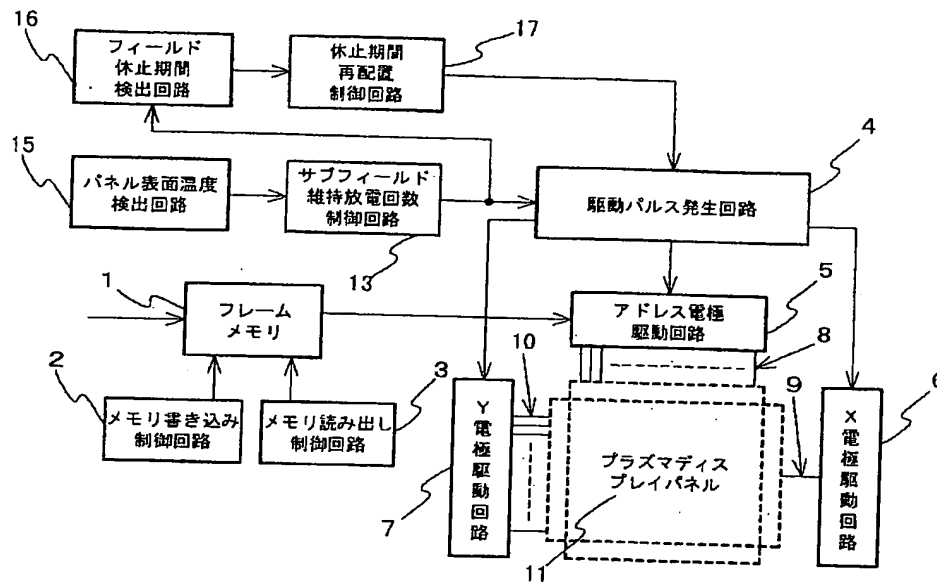 16
フィールド
休止期間
検出回路
休止期間
再配置
制御回路
17
15
パネル表面温度
検出回路
サブフィールド
維持放電回数
制御回路
13
駆動パルス発生回路
4
1
フレーム
メモリ
アドレス電極
駆動回路
5
2
メモリ書き込み
制御回路
メモリ読み出し
制御回路
3
10
8
9
6
Y電極駆動回路
7
プラズマディス
プレイパネル
11
X電極駆動回路